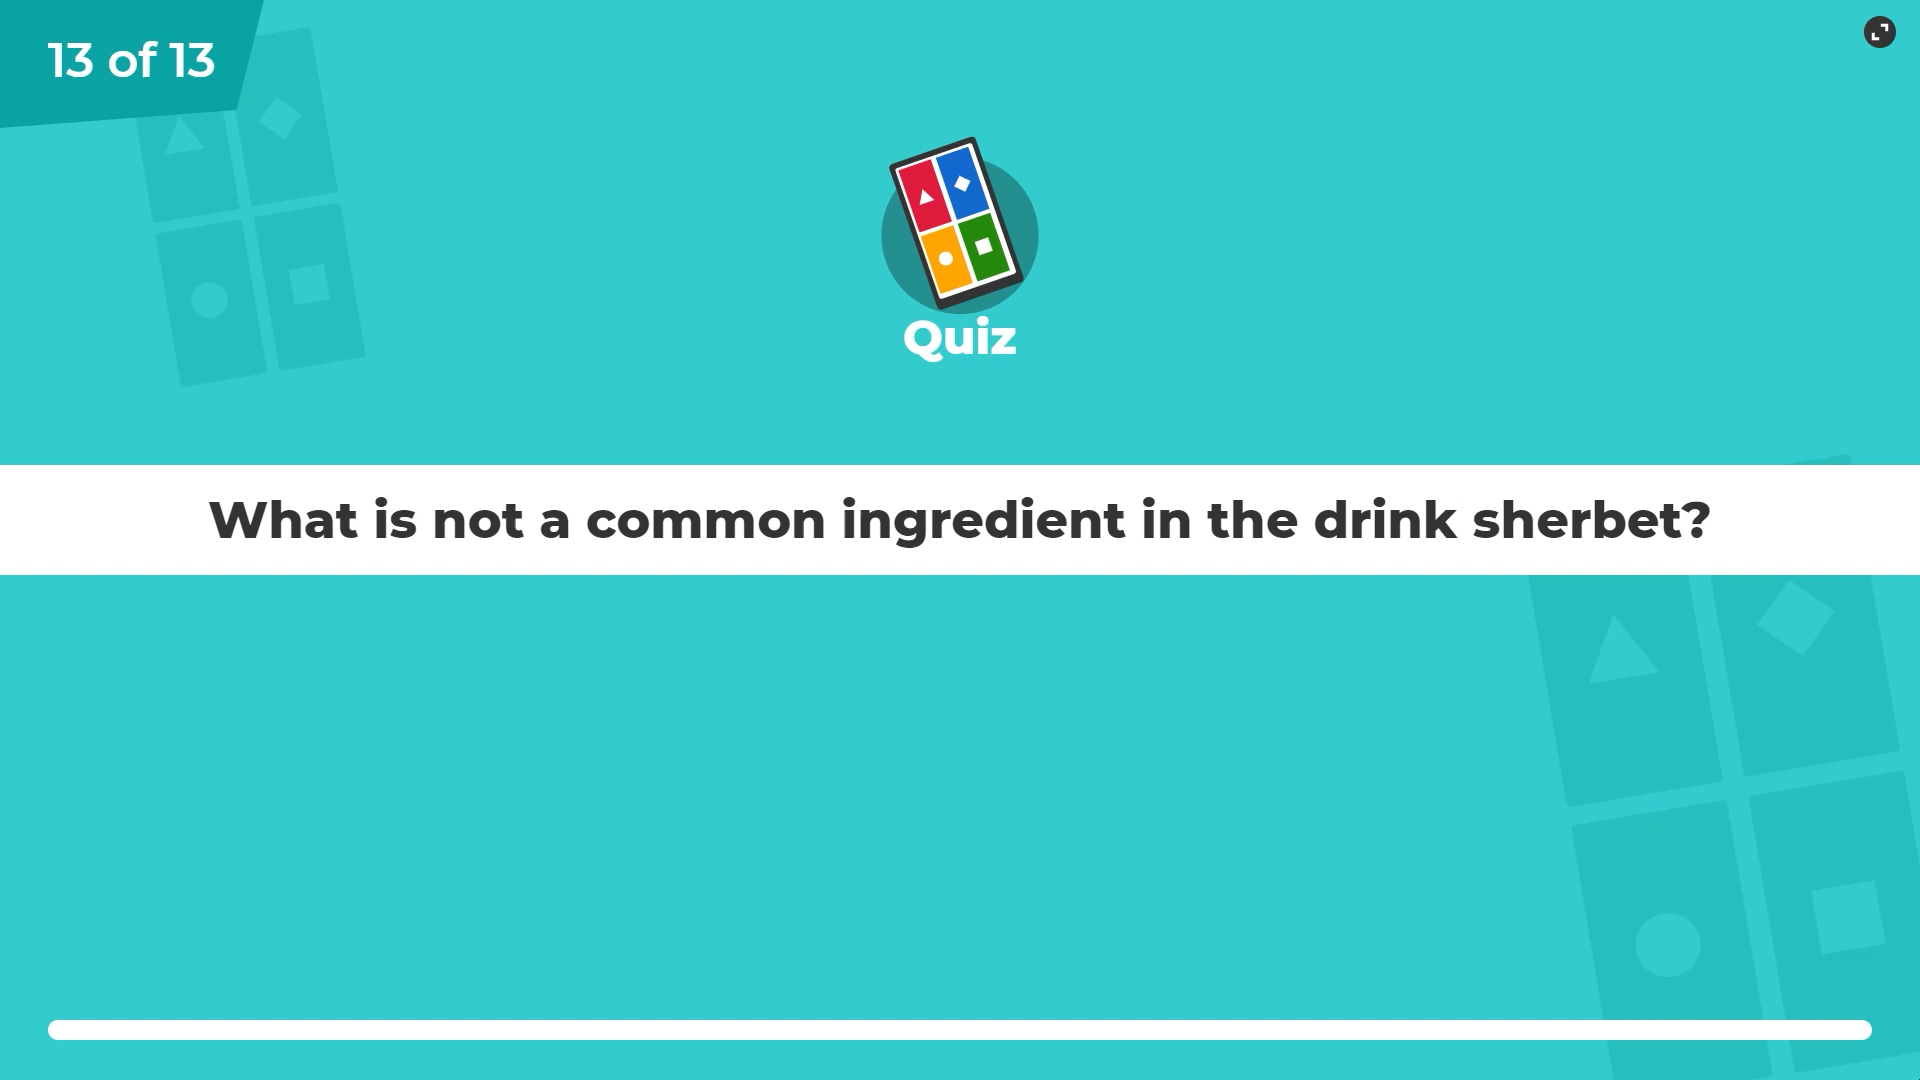 13 of 13
Quiz
What is not a common ingredient in the drink sherbet?